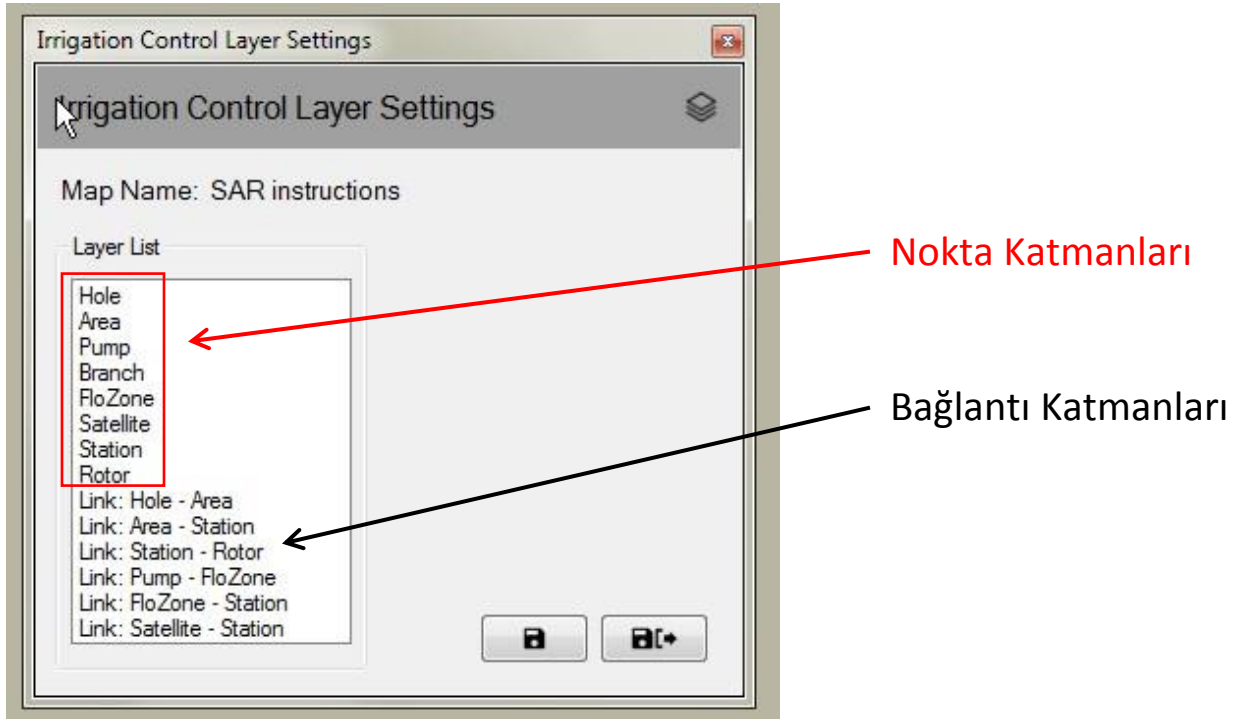 Irrigation Control Layer Settings
Irrigation Control Layer Settings
Map Name: SAR instructions
Layer List
Hole
Area
Pump
Branch
FloZone
Satellite
Station
Rotor
Link: Hole - Area
Link: Area - Station
Link: Station - Rotor
Link: Pump - FloZone
Link: FloZone - Station
Link: Satellite - Station
Nokta Katmanları
Bağlantı Katmanları